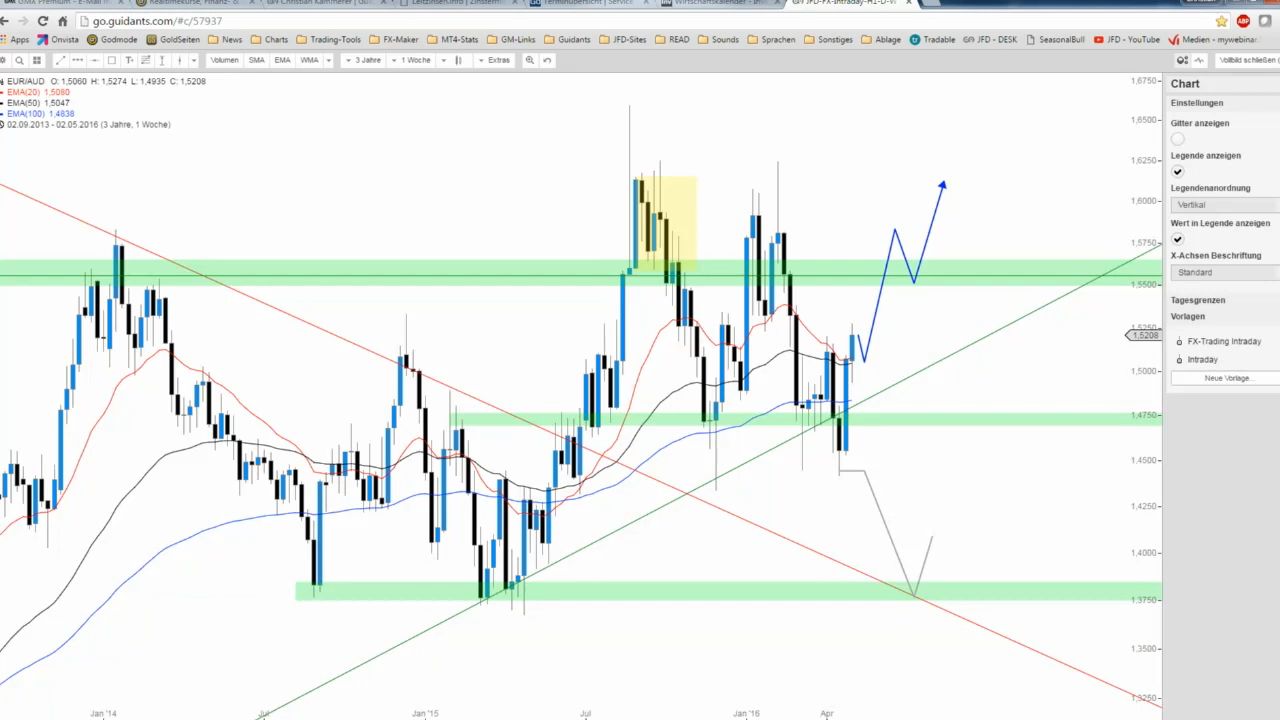 go.guidants.com/#c/57937
Apps Onvista Godmode GoldSeiten News Charts Trading-Tools FX-Maker MT4-Stats GM-Links Guidants JFD-Sites READ Sounds Sprachen Sonstiges Ablage Tradable JFD - DESK SeasonalBull JFD - YouTube Medien - mywebinar
Volumen SMA EMA WMA 3 Jahre 1 Woche Extras Vollbild schließen (
EUR/AUD O: 1,5060 H: 1,5274 L: 1,4935 C: 1,5208
EMA(20) 1,5080
EMA(50) 1,5047
EMA(100) 1,4838
02.09.2013 - 02.05.2016 (3 Jahre, 1 Woche)
1,6750
1,6500
1,6250
1,6000
1,5750
1,5500
1,5250
1,5208
1,5000
1,4750
1,4500
1,4250
1,4000
1,3750
1,3500
1,3250
Jan '14 Jul Jan '15 Jul Jan '16 Apr
Chart
Einstellungen
Gitter anzeigen
Legende anzeigen
Legendenanordnung
Vertikal
Wert in Legende anzeigen
X-Achsen Beschriftung
Standard
Tagesgrenzen
Vorlagen
FX-Trading Intraday
Intraday
Neue Vorlage...